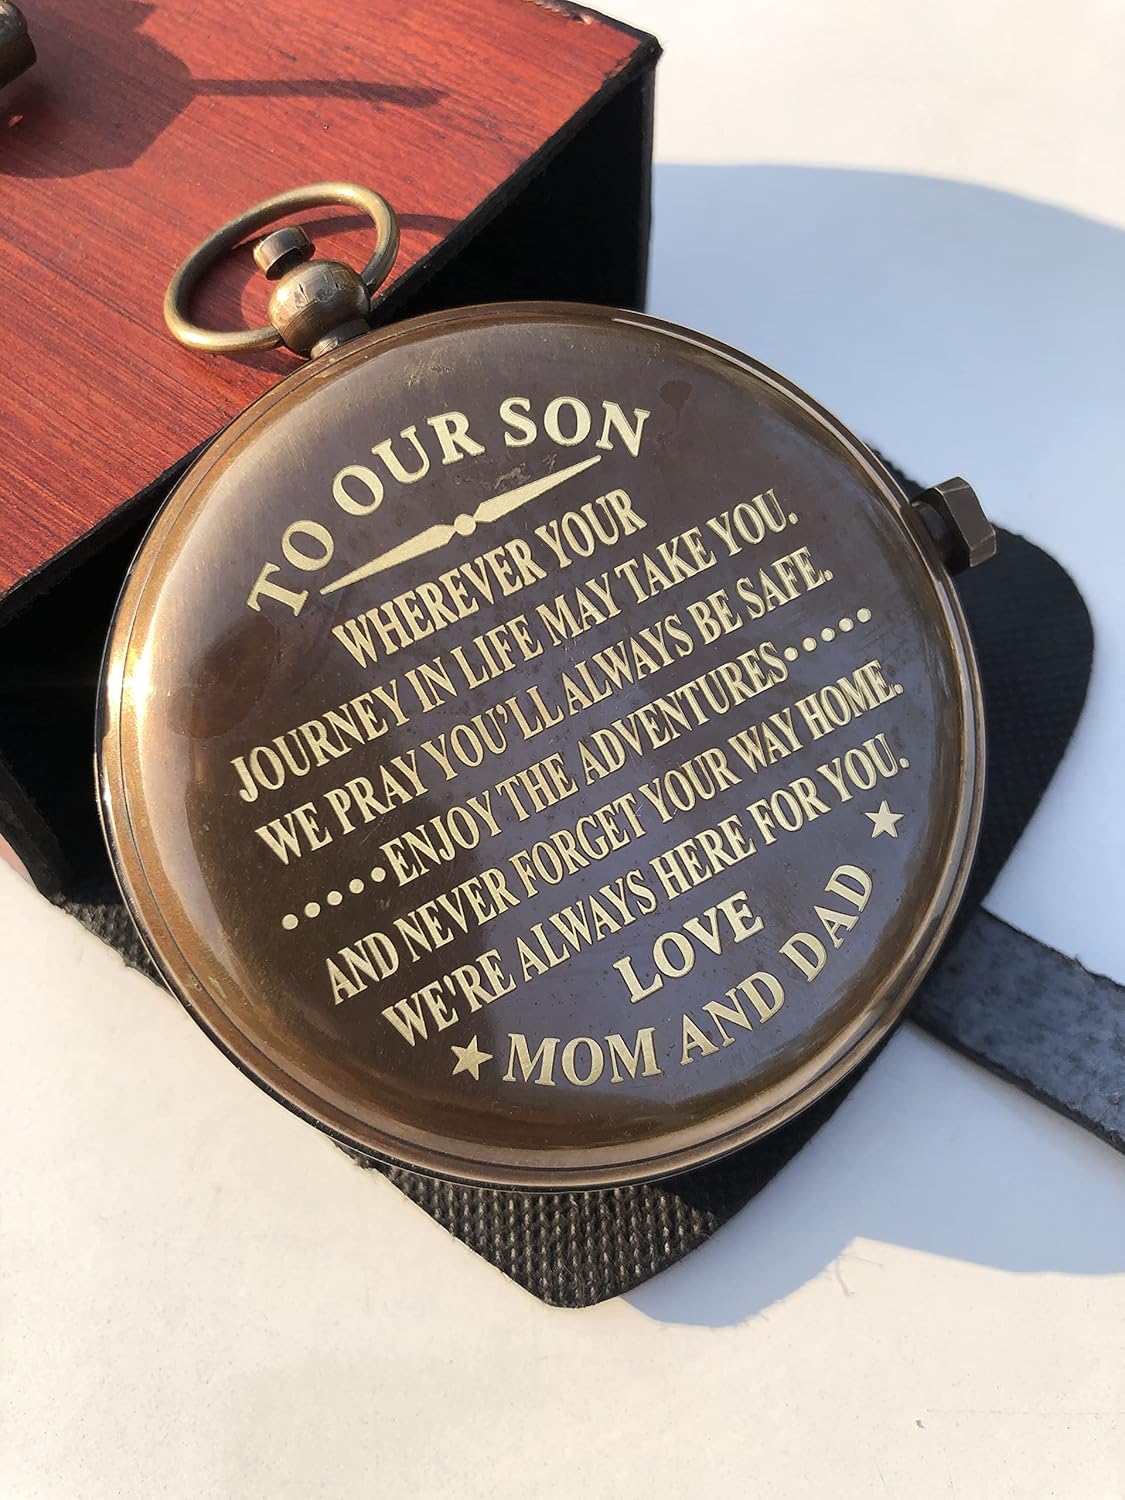 TO OUR SON
WHEREVER YOUR
JOURNEY IN LIFE MAY TAKE YOU.
WE PRAY YOU'LL ALWAYS BE SAFE.
.....ENJOY THE ADVENTURES.....
AND NEVER FORGET YOUR WAY HOME.
WE'RE ALWAYS HERE FOR YOU.
LOVE
★ MOM AND DAD ★